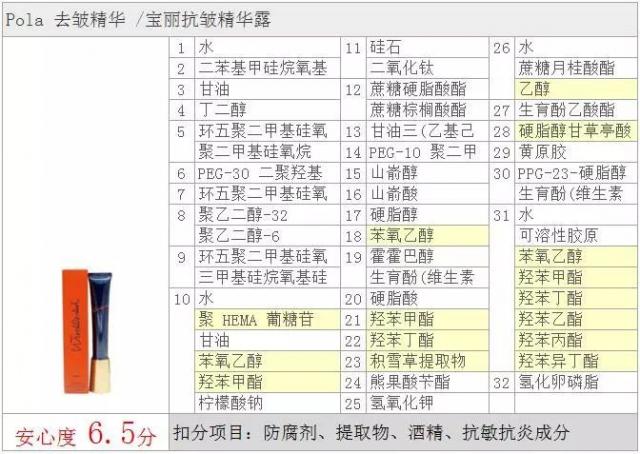 Pola 去皱精华 /宝丽抗皱精华露
1 水
2 二苯基甲硅烷氧基
3 甘油
4 丁二醇
5 环五聚二甲基硅氧
聚二甲基硅氧烷
6 PEG-30 二聚羟基
7 环五聚二甲基硅氧
8 聚乙二醇-32
聚乙二醇-6
9 环五聚二甲基硅氧
三甲基硅烷氧基硅
10 水
聚 HEMA 葡糖苷
甘油
苯氧乙醇
羟苯甲酯
柠檬酸钠
11 硅石
二氧化钛
12 蔗糖硬脂酸酯
蔗糖棕榈酸酯
13 甘油三(乙基己
14 PEG-10 聚二甲
15 山嵛醇
16 山嵛酸
17 硬脂醇
18 苯氧乙醇
19 霍霍巴醇
生育酚(维生素
20 硬脂酸
21 羟苯甲酯
22 羟苯丁酯
23 积雪草提取物
24 熊果酸苄酯
25 氢氧化钾
26 水
蔗糖月桂酸酯
乙醇
27 生育酚乙酸酯
28 硬脂醇甘草亭酸
29 黄原胶
30 PPG-23-硬脂醇
生育酚(维生素
31 水
可溶性胶原
苯氧乙醇
羟苯甲酯
羟苯丁酯
羟苯乙酯
羟苯丙酯
羟苯异丁酯
32 氢化卵磷脂
安心度 6.5分
扣分项目：防腐剂、提取物、酒精、抗敏抗炎成分